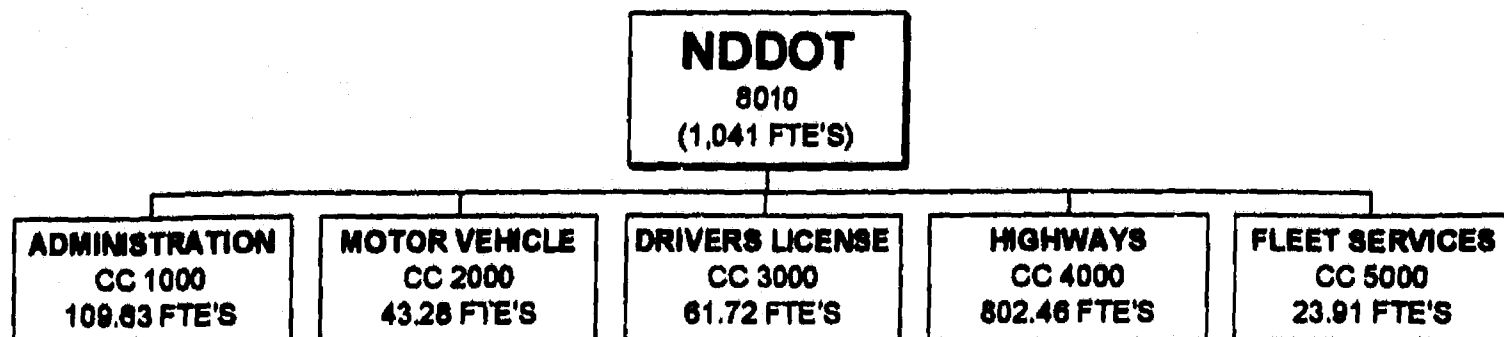 NDDOT
8010
(1,041 FTE'S)
ADMINISTRATION
CC 1000
109.63 FTE'S
MOTOR VEHICLE
CC 2000
43.28 FTE'S
DRIVERS LICENSE
CC 3000
61.72 FTE'S
HIGHWAYS
CC 4000
802.46 FTE'S
FLEET SERVICES
CC 5000
23.91 FTE'S